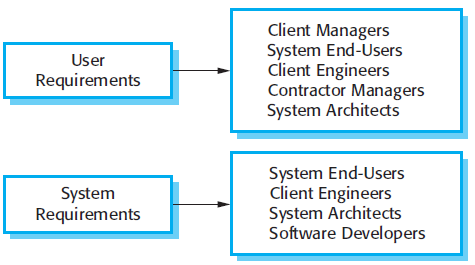 User
Requirements
Client Managers
System End-Users
Client Engineers
Contractor Managers
System Architects
System
Requirements
System End-Users
Client Engineers
System Architects
Software Developers